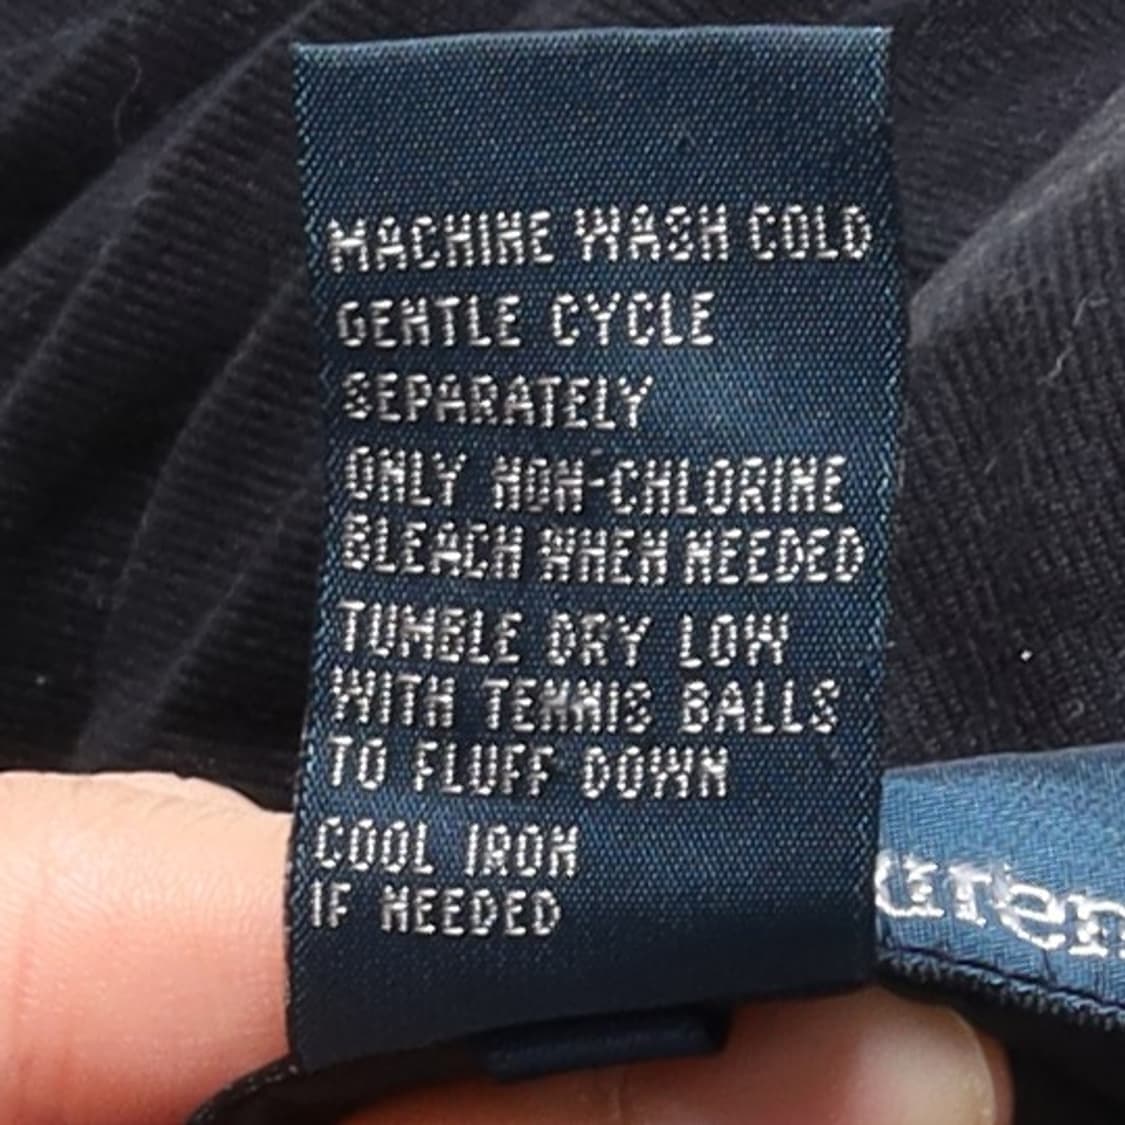 MACHINE WASH COLD
GENTLE CYCLE
SEPARATELY
ONLY NON-CHLORINE
BLEACH WHEN NEEDED
TUMBLE DRY LOW
WITH TENNIS BALLS
TO FLUFF DOWN
COOL IRON
IF NEEDED